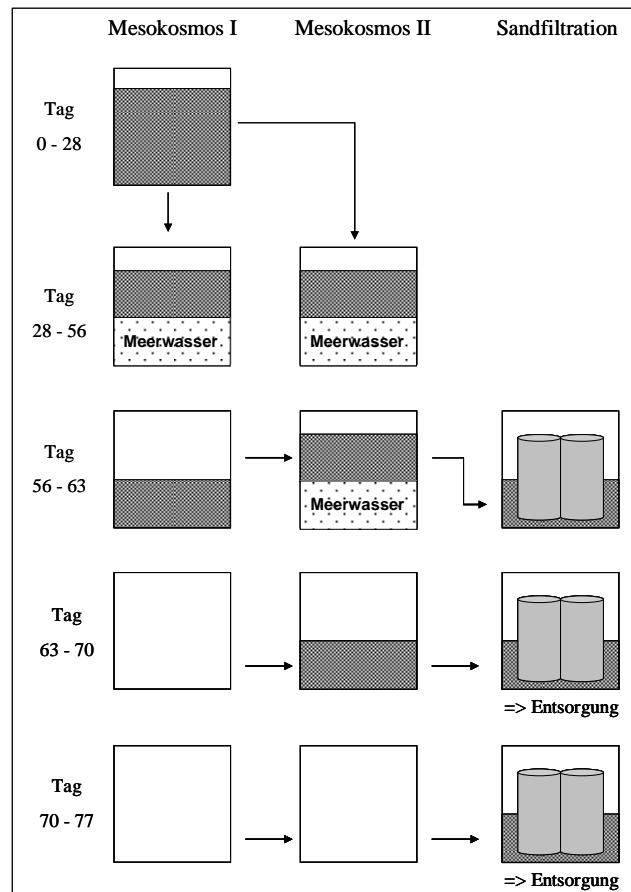 Mesokosmos I Mesokosmos II Sandfiltration
Tag
0 - 28
Tag
28 - 56
Meerwasser Meerwasser
Tag
56 - 63
Meerwasser
Tag
63 - 70
=> Entsorgung
Tag
70 - 77
=> Entsorgung